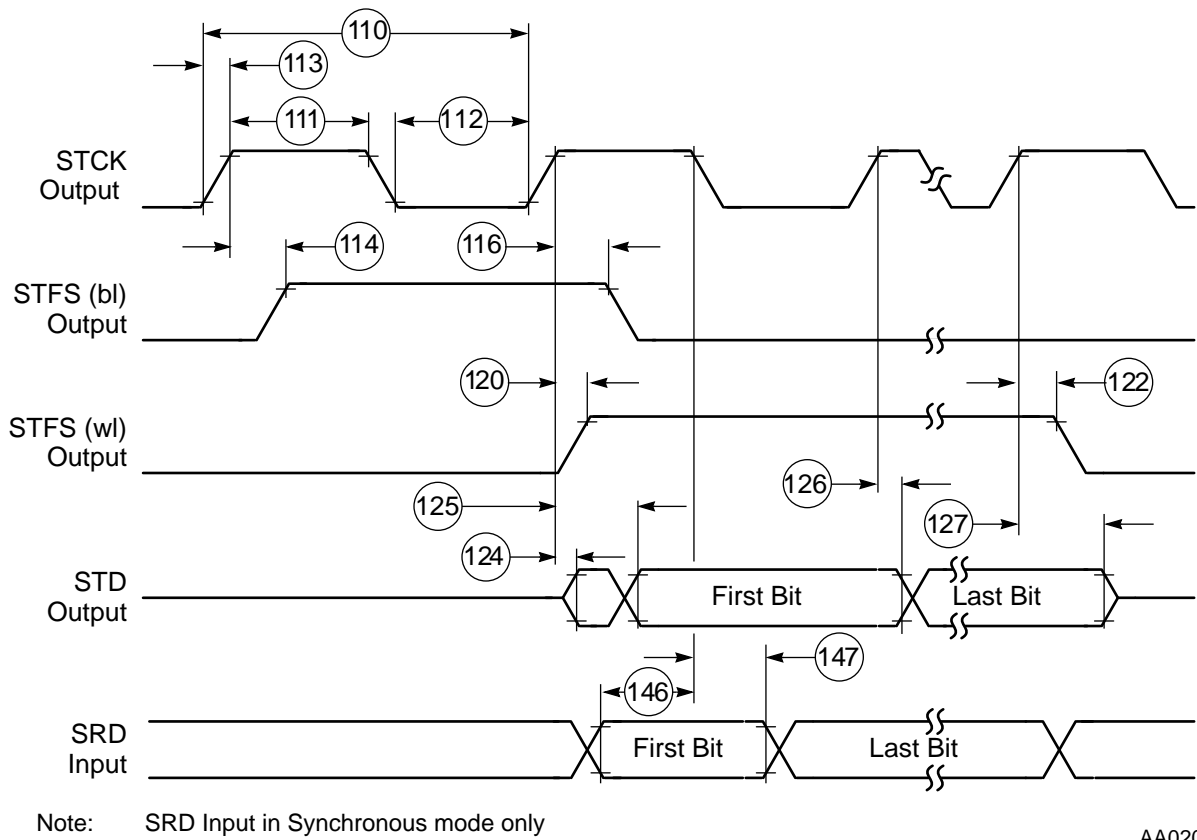 110
113
111
112
STCK
Output
114
116
STFS (bl)
Output
120
122
STFS (wl)
Output
125
126
127
124
STD
Output
First Bit
Last Bit
147
146
SRD
Input
First Bit
Last Bit
Note: SRD Input in Synchronous mode only
AA020